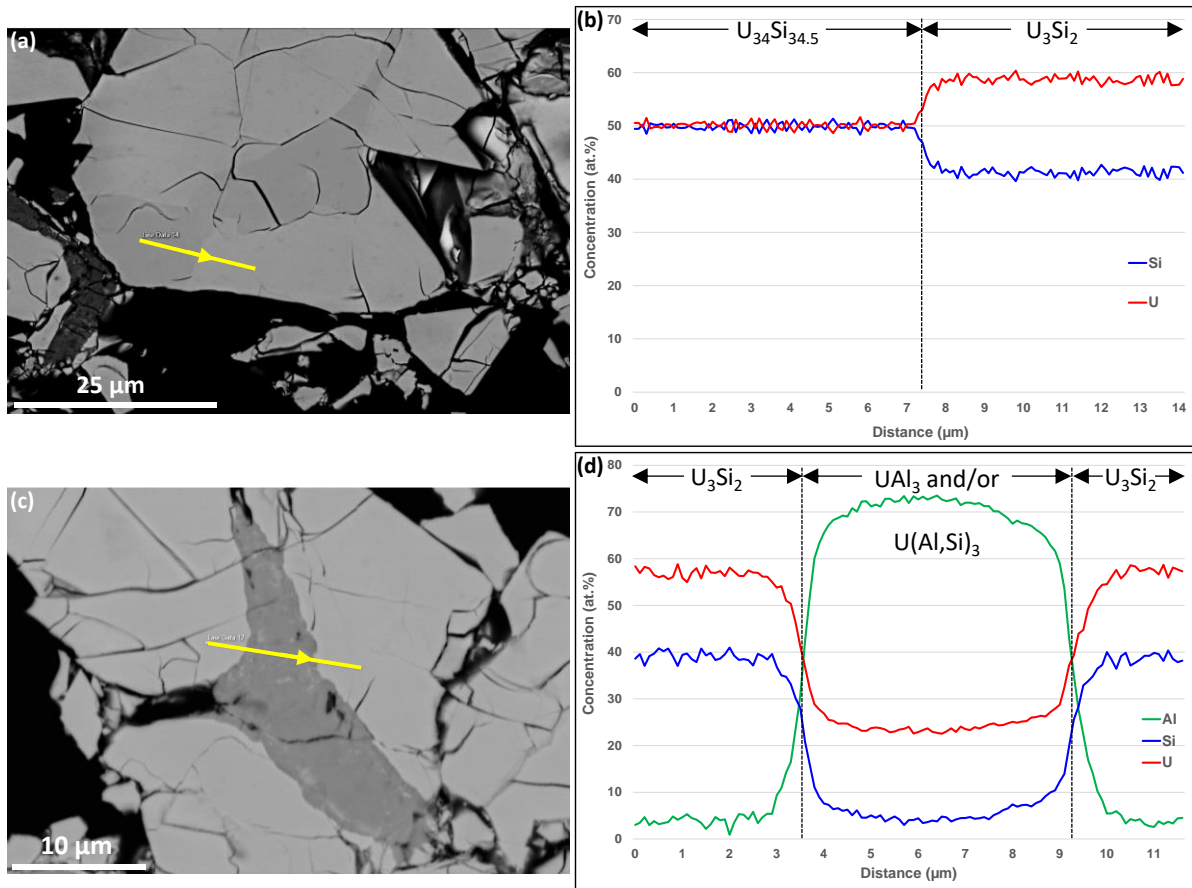 (a)
Line Data 14
25 µm
(b)
U34Si34.5
U3Si2
70
60
50
40
30
20
10
0
Concentration (at.%)
Si
U
0 1 2 3 4 5 6 7 8 9 10 11 12 13 14
Distance (µm)
(c)
Line Data 12
10 µm
(d)
U3Si2
UAl3 and/or
U(Al,Si)3
U3Si2
80
70
60
50
40
30
20
10
0
Concentration (at.%)
Al
Si
U
0 1 2 3 4 5 6 7 8 9 10 11
Distance (µm)